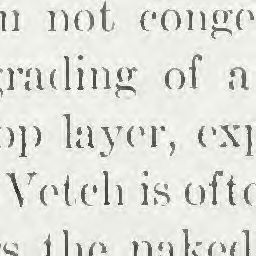 not conge
grading of a
op layer, exp
Vetch is ofte
the naked